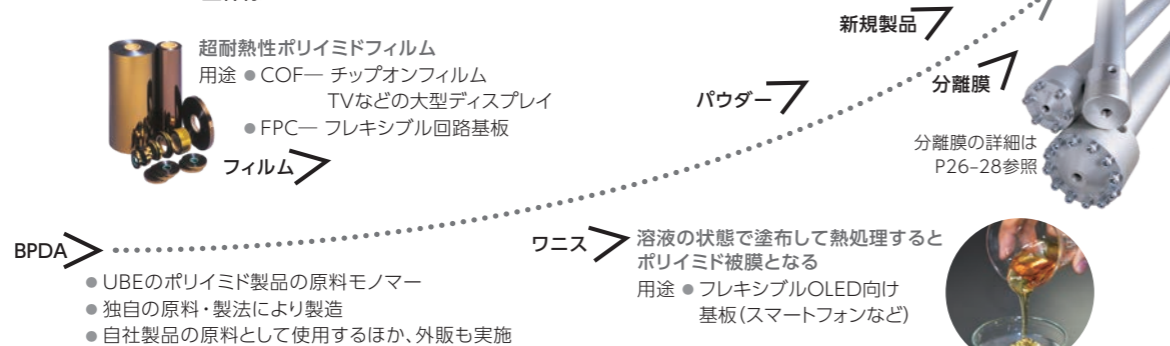 新規製品
超耐熱性ポリイミドフィルム
用途 ● COF― チップオンフィルム
TVなどの大型ディスプレイ
● FPC― フレキシブル回路基板
フィルム
パウダー
分離膜
分離膜の詳細は
P26–28参照
BPDA
● UBEのポリイミド製品の原料モノマー
● 独自の原料・製法により製造
● 自社製品の原料として使用するほか、外販も実施
ワニス
溶液の状態で塗布して熱処理すると
ポリイミド被膜となる
用途 ● フレキシブルOLED向け
基板（スマートフォンなど）